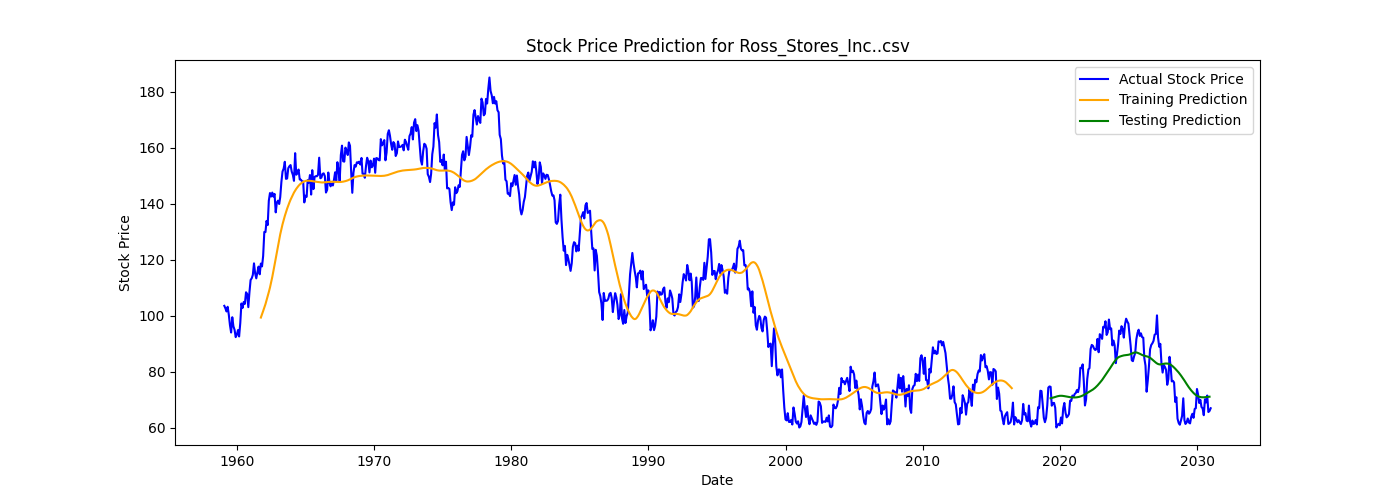 Stock Price Prediction for Ross_Stores_Inc..csv
Actual Stock Price
Training Prediction
Testing Prediction
Stock Price
180
160
140
120
100
80
60
1960 1970 1980 1990 2000 2010 2020 2030
Date